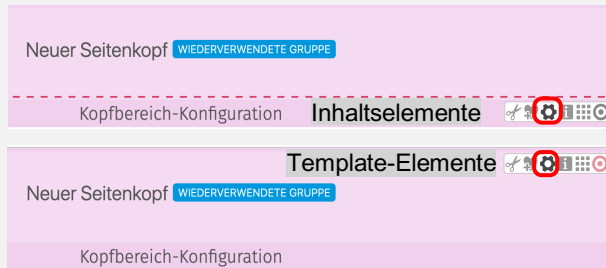 Neuer Seitenkopf WIEDERVERWENDETE GRUPPE
Kopfbereich-Konfiguration Inhaltselemente
Template-Elemente
Neuer Seitenkopf WIEDERVERWENDETE GRUPPE
Kopfbereich-Konfiguration